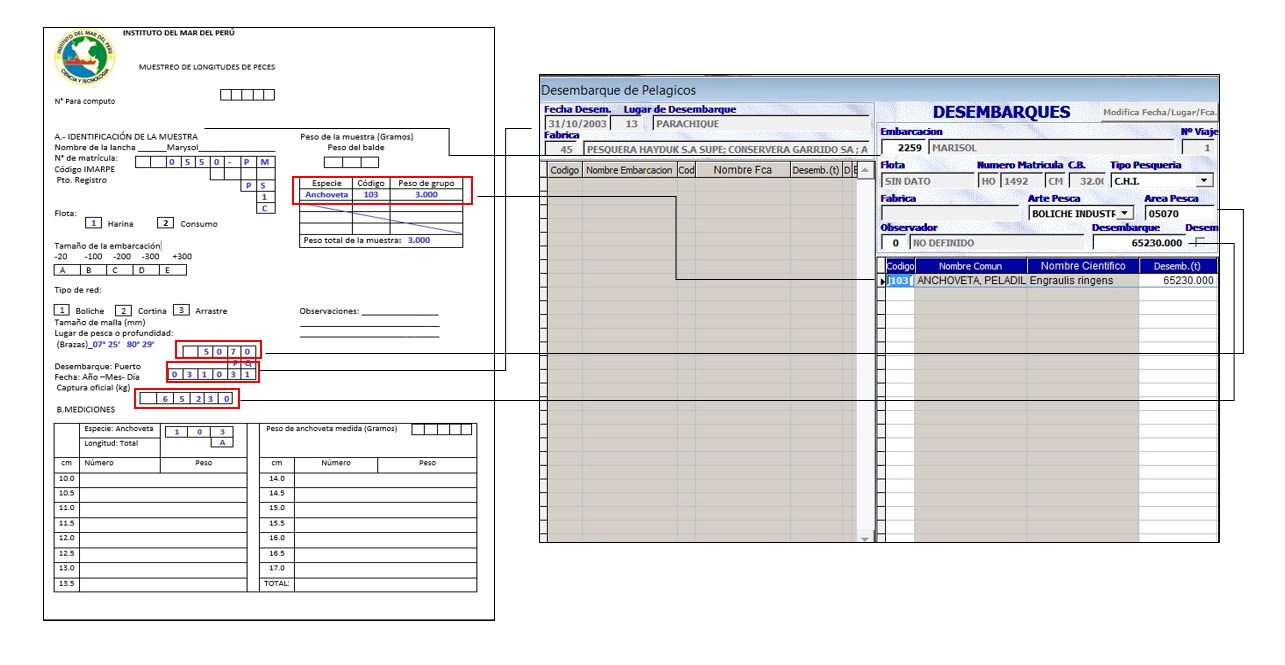 INSTITUTO DEL MAR DEL PERÚ
INSTITUTO DEL MAR DEL PERÚ
CIENCIA Y TECNOLOGÍA
MUESTREO DE LONGITUDES DE PECES
N° Para computo
A.- IDENTIFICACIÓN DE LA MUESTRA
Nombre de la lancha ______Marysol
N° de matrícula: 0 5 5 0 - P M
Código IMARPE
Pto. Registro P S
1
C
Flota:
1 Harina 2 Consumo
Tamaño de la embarcación
-20 -100 -200 -300 +300
A B C D E
Tipo de red:
1 Boliche 2 Cortina 3 Arrastre
Tamaño de malla (mm)
Lugar de pesca o profundidad:
(Brazas)_07° 25' 80° 29'
5 0 7 0
Desembarque: Puerto P Q
Fecha: Año –Mes- Día 0 3 1 0 3 1
Captura oficial (kg)
6 5 2 3 0
Peso de la muestra (Gramos)
Peso del balde
Especie Código Peso de grupo
Anchoveta 103 3.000
Peso total de la muestra: 3.000
Observaciones:
B.MEDICIONES
Especie: Anchoveta 1 0 3
Longitud: Total A
Peso de anchoveta medida (Gramos)
cm Número Peso cm Número Peso
10.0 14.0
10.5 14.5
11.0 15.0
11.5 15.5
12.0 16.0
12.5 16.5
13.0 17.0
13.5 TOTAL:
Desembarque de Pelagicos
Fecha Desem. Lugar de Desembarque
31/10/2003 13 PARACHIQUE
Fabrica
45 PESQUERA HAYDUK S.A SUPE; CONSERVERA GARRIDO SA ; A
Codigo Nombre Embarcacion Cod Nombre Fca Desemb.(t) D E
DESEMBARQUES Modifica Fecha/Lugar/Fca.
Embarcacion Nº Viaje
2259 MARISOL 1
Flota Numero Matricula C.B. Tipo Pesqueria
SIN DATO HO 1492 CM 32.0 C.H.I.
Fabrica Arte Pesca Area Pesca
BOLICHE INDUSTR 05070
Observador Desembarque Desem
0 NO DEFINIDO 65230.000
Codigo Nombre Comun Nombre Cientifico Desemb.(t)
103 ANCHOVETA, PELADIL Engraulis ringens 65230.000